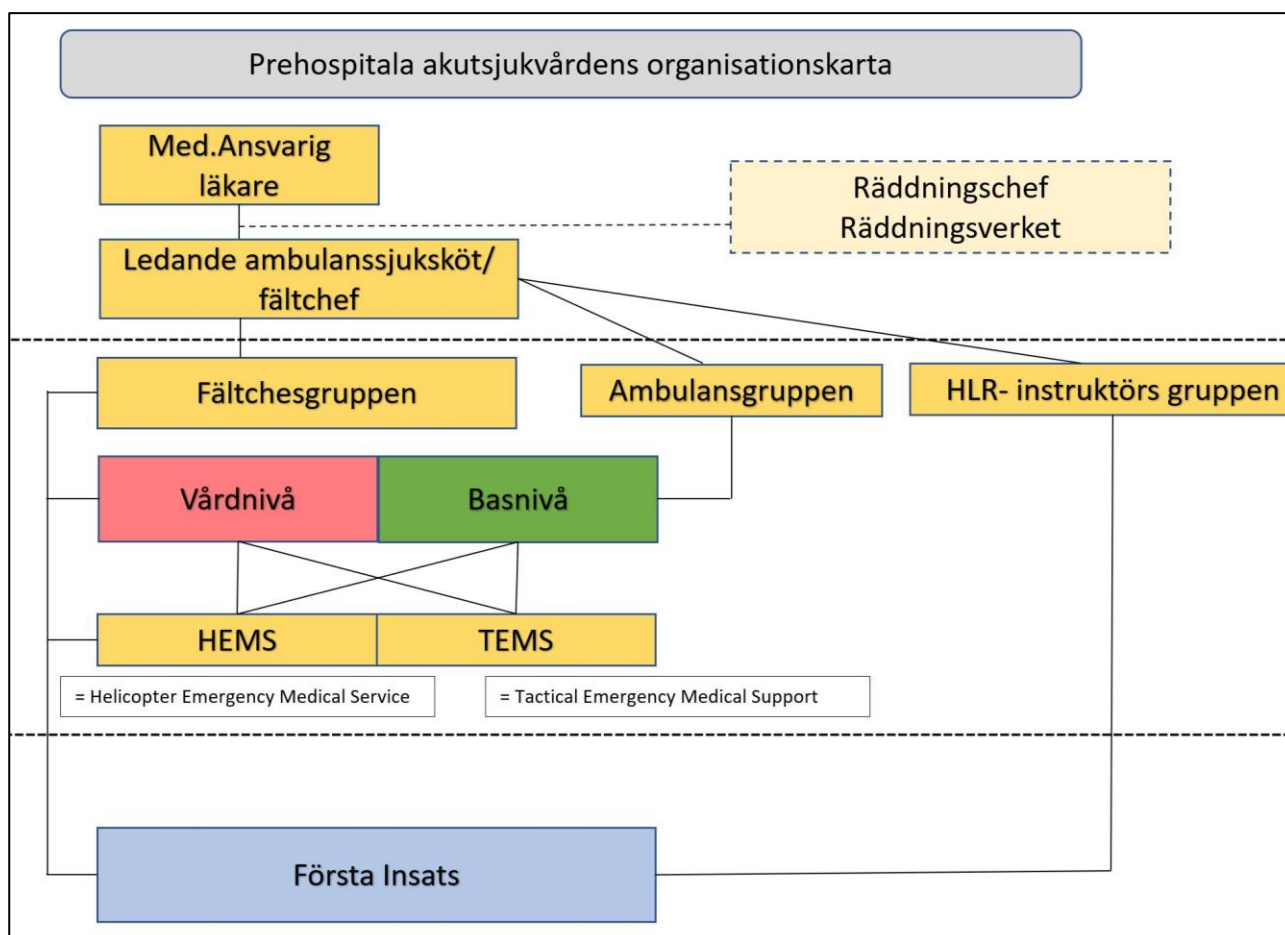 Prehospitala akutsjukvårdens organisationskarta
Med.Ansvarig
läkare
Räddningschef
Räddningsverket
Ledande ambulanssjuksköt/
fältchef
Fältchesgruppen
Ambulansgruppen
HLR- instruktörs gruppen
Vårdnivå
Basnivå
HEMS
TEMS
= Helicopter Emergency Medical Service
= Tactical Emergency Medical Support
Första Insats